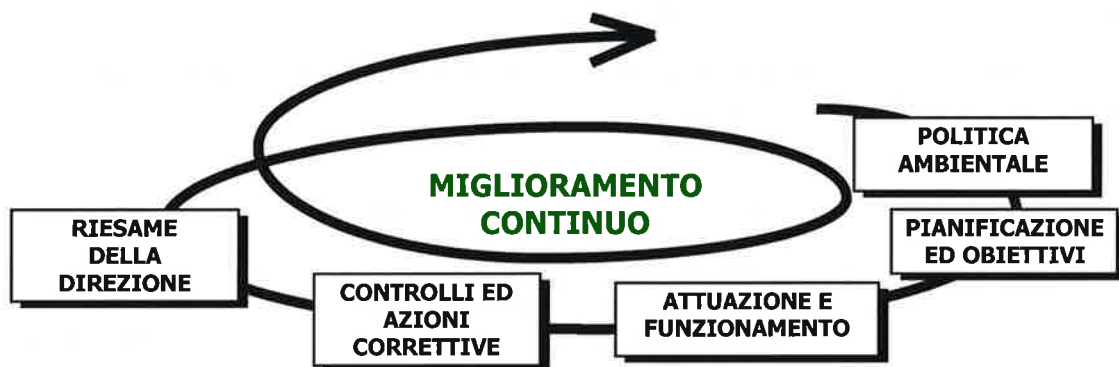 POLITICA
AMBIENTALE
MIGLIORAMENTO
CONTINUO
PIANIFICAZIONE
ED OBIETTIVI
RIESAME
DELLA
DIREZIONE
CONTROLLI ED
AZIONI
CORRETTIVE
ATTUAZIONE E
FUNZIONAMENTO